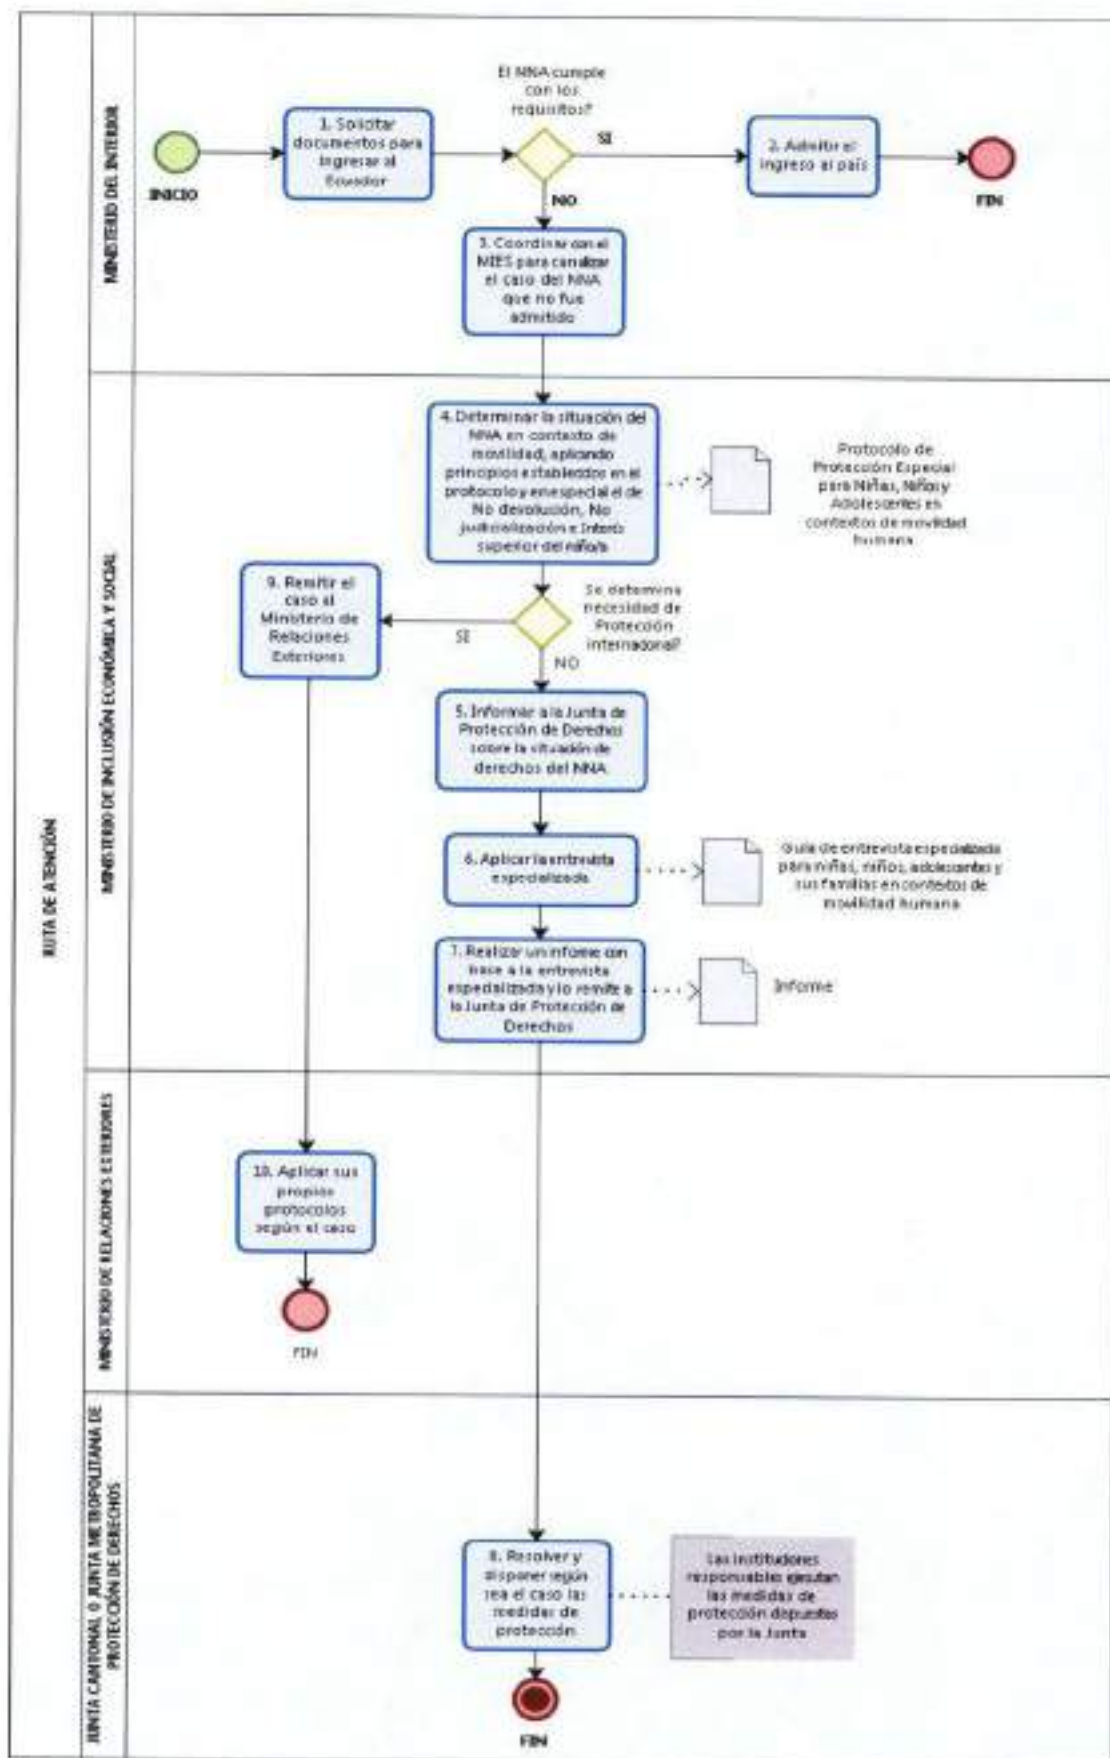 RUTA DE ATENCIÓN
MINISTERIO DEL INTERIOR
INICIO
1. Solicitar
documentos para
ingresar al
Ecuador
El NNA cumple
con los
requisitos?
SI
NO
2. Admitir el
ingreso al país
FIN
3. Coordinar con el
MIES para canalizar
el caso del NNA
que no fue
admitido
MINISTERIO DE INCLUSIÓN ECONÓMICA Y SOCIAL
4. Determinar la situación del
NNA en contexto de
movilidad, aplicando
principios establecidos en el
protocolo y en especial el de
No devolución, No
judicialización e Interés
superior del niño/a
Protocolo de
Protección Especial
para Niñas, Niños y
Adolescentes en
contextos de movilidad
humana
Se determina
necesidad de
Protección
internacional?
SI
NO
9. Remitir el
caso al
Ministerio de
Relaciones
Exteriores
5. Informar a la Junta de
Protección de Derechos
sobre la situación de
derechos del NNA
6. Aplicar la entrevista
especializada
Guía de entrevista especializada
para niñas, niños, adolescentes y
sus familias en contextos de
movilidad humana
7. Realizar un informe con
base a la entrevista
especializada y lo remite a
la Junta de Protección de
Derechos
Informe
MINISTERIO DE RELACIONES EXTERIORES
10. Aplicar sus
propios
protocolos
según el caso
FIN
JUNTA CANTONAL O JUNTA METROPOLITANA DE
PROTECCIÓN DE DERECHOS
8. Resolver y
disponer según
sea el caso las
medidas de
protección
Las instituciones
responsables ejecutan
las medidas de
protección dispuestas
por la Junta
FIN